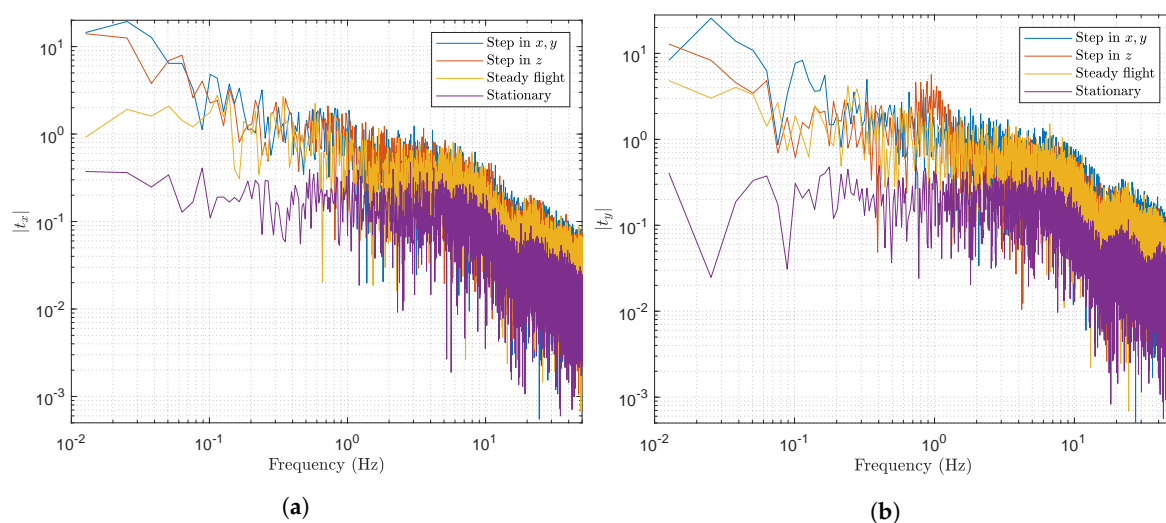 10^1
10^0
10^-1
10^-2
10^-3
|t_x|
10^-2 10^-1 10^0 10^1
Frequency (Hz)
Step in x, y
Step in z
Steady flight
Stationary
(a)
10^1
10^0
10^-1
10^-2
10^-3
|t_y|
10^-2 10^-1 10^0 10^1
Frequency (Hz)
Step in x, y
Step in z
Steady flight
Stationary
(b)